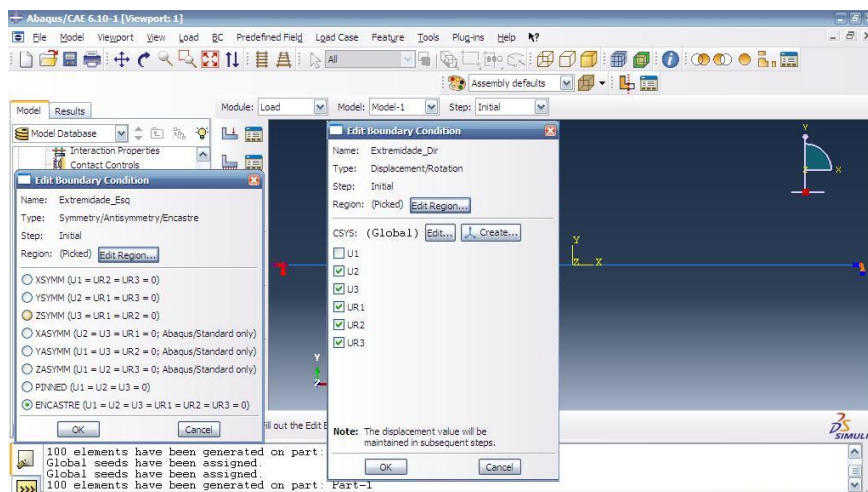 Abaqus/CAE 6.10-1 [Viewport: 1]
File Model Viewport View Load BC Predefined Field Load Case Feature Tools Plug-ins Help
All
Assembly defaults
Model Results
Module: Load Model: Model-1 Step: Initial
Model Database
Interaction Properties
Contact Controls
Edit Boundary Condition
Name: Extremidade_Esq
Type: Symmetry/Antisymmetry/Encastre
Step: Initial
Region: (Picked) Edit Region...
XSYMM (U1 = UR2 = UR3 = 0)
YSYMM (U2 = UR1 = UR3 = 0)
ZSYMM (U3 = UR1 = UR2 = 0)
XASYMM (U2 = U3 = UR1 = 0; Abaqus/Standard only)
YASYMM (U1 = U3 = UR2 = 0; Abaqus/Standard only)
ZASYMM (U1 = U2 = UR3 = 0; Abaqus/Standard only)
PINNED (U1 = U2 = U3 = 0)
ENCASTRE (U1 = U2 = U3 = UR1 = UR2 = UR3 = 0)
OK Cancel
Edit Boundary Condition
Name: Extremidade_Dir
Type: Displacement/Rotation
Step: Initial
Region: (Picked) Edit Region...
CSYS: (Global) Edit... Create...
U1
U2
U3
UR1
UR2
UR3
Note: The displacement value will be
maintained in subsequent steps.
OK Cancel
Y
X
Z
Y
Z X
Y
Z
ill out the Edit B
SIMULI
100 elements have been generated on part:
Global seeds have been assigned.
Global seeds have been assigned.
100 elements have been generated on part: Part-1